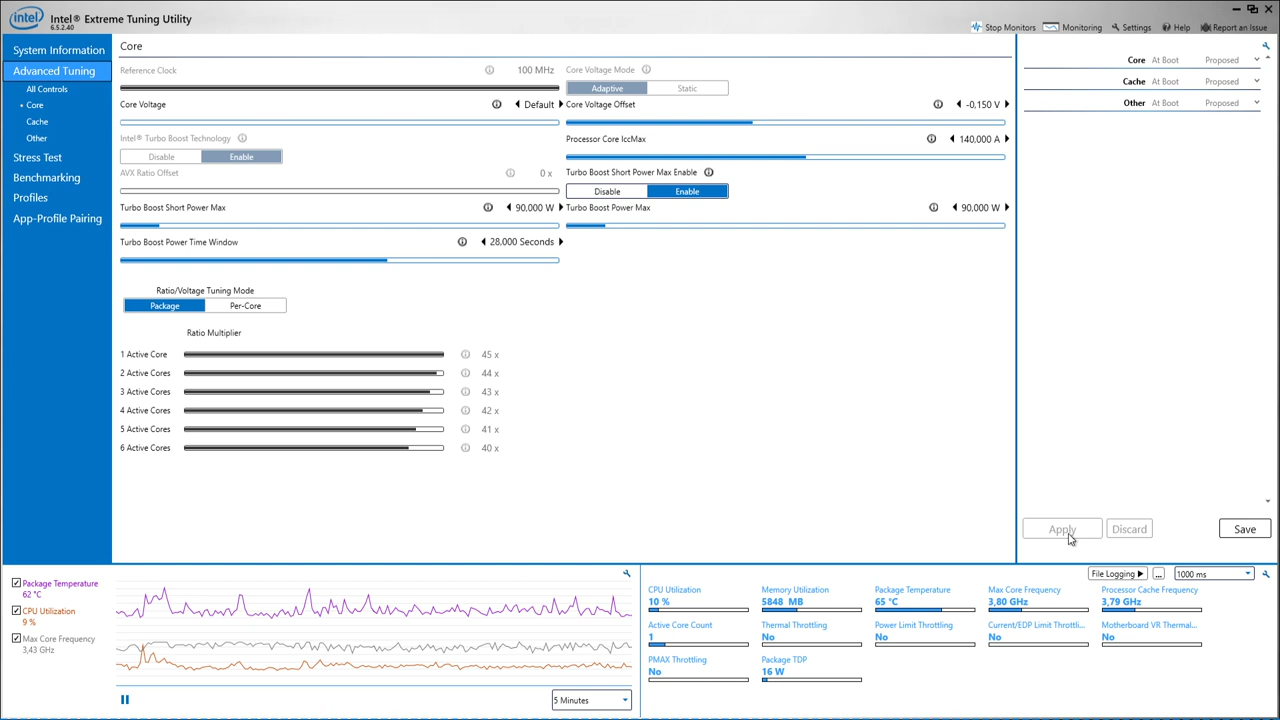 intel Intel® Extreme Tuning Utility
6.5.2.40
Stop Monitors Monitoring Settings Help Report an Issue
System Information
Advanced Tuning
All Controls
Core
Cache
Other
Stress Test
Benchmarking
Profiles
App-Profile Pairing
Core
Reference Clock 100 MHz
Core Voltage Mode
Adaptive Static
Core Voltage Default
Core Voltage Offset -0,150 V
Intel® Turbo Boost Technology
Disable Enable
Processor Core IccMax 140,000 A
AVX Ratio Offset 0 x
Turbo Boost Short Power Max Enable
Disable Enable
Turbo Boost Short Power Max 90,000 W
Turbo Boost Power Max 90,000 W
Turbo Boost Power Time Window 28.000 Seconds
Ratio/Voltage Tuning Mode
Package Per-Core
Ratio Multiplier
1 Active Core 45 x
2 Active Cores 44 x
3 Active Cores 43 x
4 Active Cores 42 x
5 Active Cores 41 x
6 Active Cores 40 x
Core At Boot Proposed
Cache At Boot Proposed
Other At Boot Proposed
Apply Discard Save
Package Temperature
62 °C
CPU Utilization
9 %
Max Core Frequency
3,43 GHz
5 Minutes
File Logging ... 1000 ms
CPU Utilization
10 %
Memory Utilization
5848 MB
Package Temperature
65 °C
Max Core Frequency
3,80 GHz
Processor Cache Frequency
3,79 GHz
Active Core Count
1
Thermal Throttling
No
Power Limit Throttling
No
Current/EDP Limit Throttli...
No
Motherboard VR Thermal...
No
PMAX Throttling
No
Package TDP
16 W